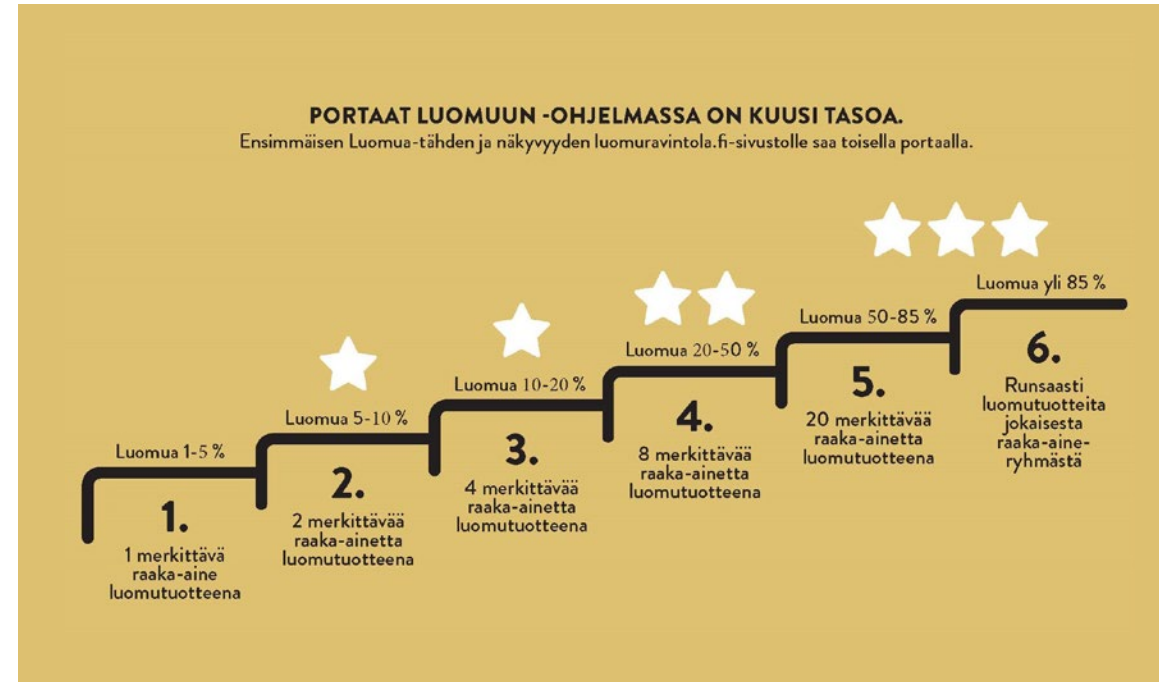 PORTAAT LUOMUUN -OHJELMASSA ON KUUSI TASOA.
Ensimmäisen Luomua-tähden ja näkyvyyden luomuravintola.fi-sivustolle saa toisella portaalla.
Luomua 1-5 %
1.
1 merkittävä
raaka-aine
luomutuotteena
Luomua 5-10 %
2.
2 merkittävää
raaka-ainetta
luomutuotteena
Luomua 10-20 %
3.
4 merkittävää
raaka-ainetta
luomutuotteena
Luomua 20-50 %
4.
8 merkittävää
raaka-ainetta
luomutuotteena
Luomua 50-85 %
5.
20 merkittävää
raaka-ainetta
luomutuotteena
Luomua yli 85 %
6.
Runsaasti
luomutuotteita
jokaisesta
raaka-aine-
ryhmästä